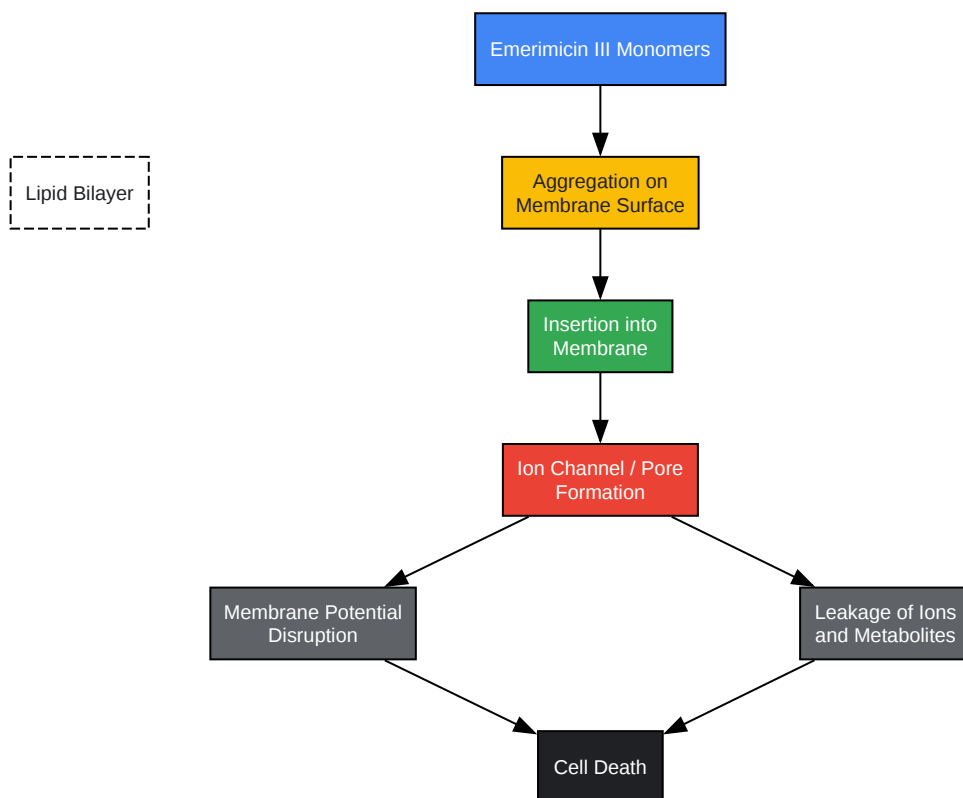 Emerimicin III Monomers
Lipid Bilayer
Aggregation on
Membrane Surface
Insertion into
Membrane
Ion Channel / Pore
Formation
Membrane Potential
Disruption
Leakage of Ions
and Metabolites
Cell Death